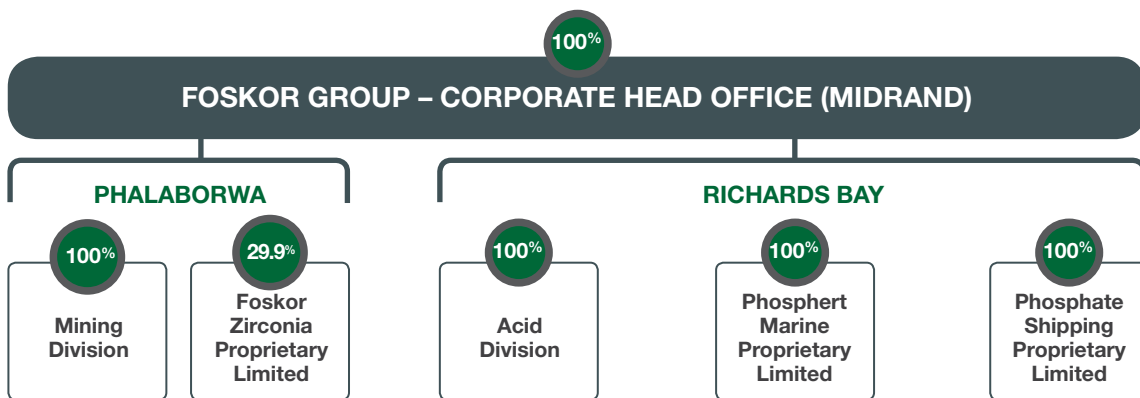 100%
FOSKOR GROUP – CORPORATE HEAD OFFICE (MIDRAND)
PHALABORWA
RICHARDS BAY
100%
29.9%
100%
100%
100%
Mining
Division
Foskor
Zirconia
Proprietary
Limited
Acid
Division
Phosphert
Marine
Proprietary
Limited
Phosphate
Shipping
Proprietary
Limited